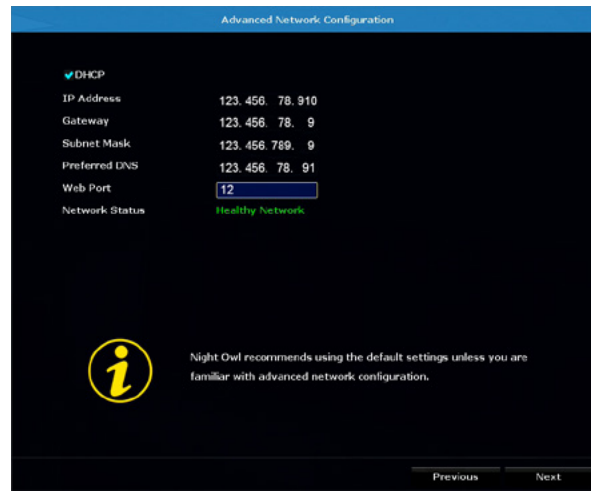 Advanced Network Configuration
DHCP
IP Address 123. 456. 78. 910
Gateway 123. 456. 78. 9
Subnet Mask 123. 456. 789. 9
Preferred DNS 123. 456. 78. 91
Web Port 12
Network Status Healthy Network
Night Owl recommends using the default settings unless you are
familiar with advanced network configuration.
Previous Next